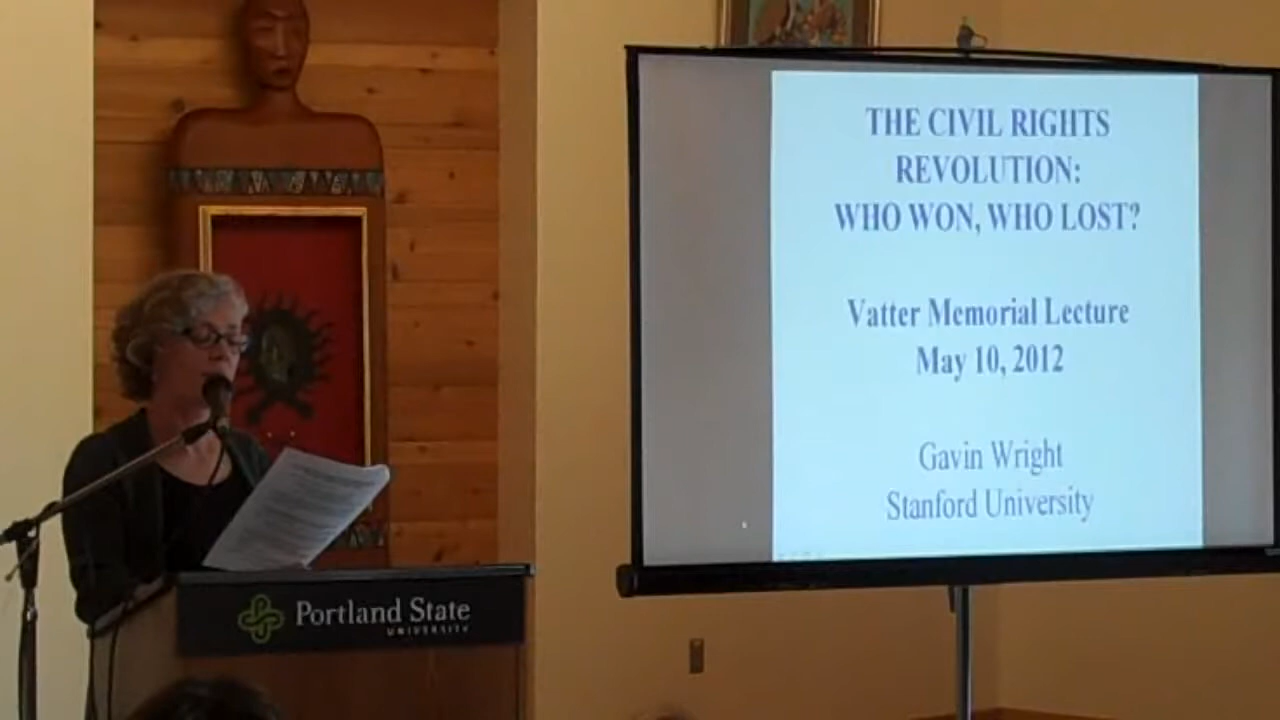 THE CIVIL RIGHTS
REVOLUTION:
WHO WON, WHO LOST?
Vatter Memorial Lecture
May 10, 2012
Gavin Wright
Stanford University
Portland State
UNIVERSITY